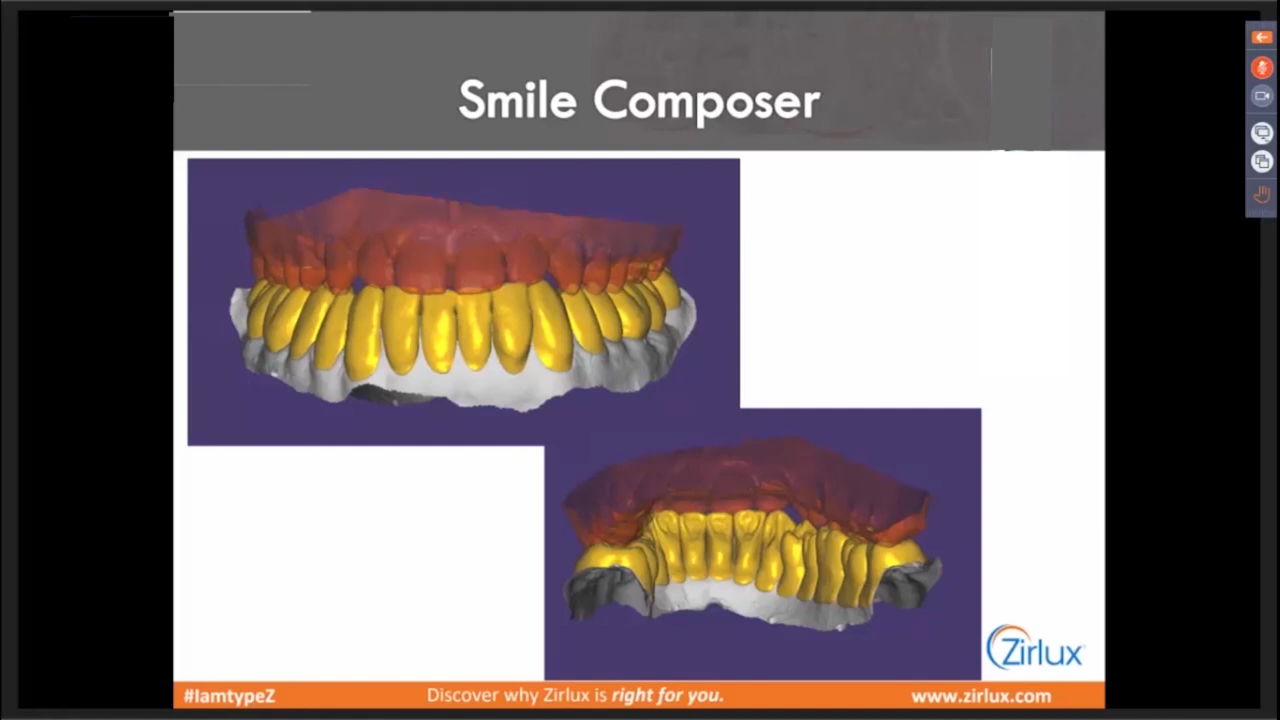 Smile Composer
Zirlux
#IamtypeZ
Discover why Zirlux is right for you.
www.zirlux.com